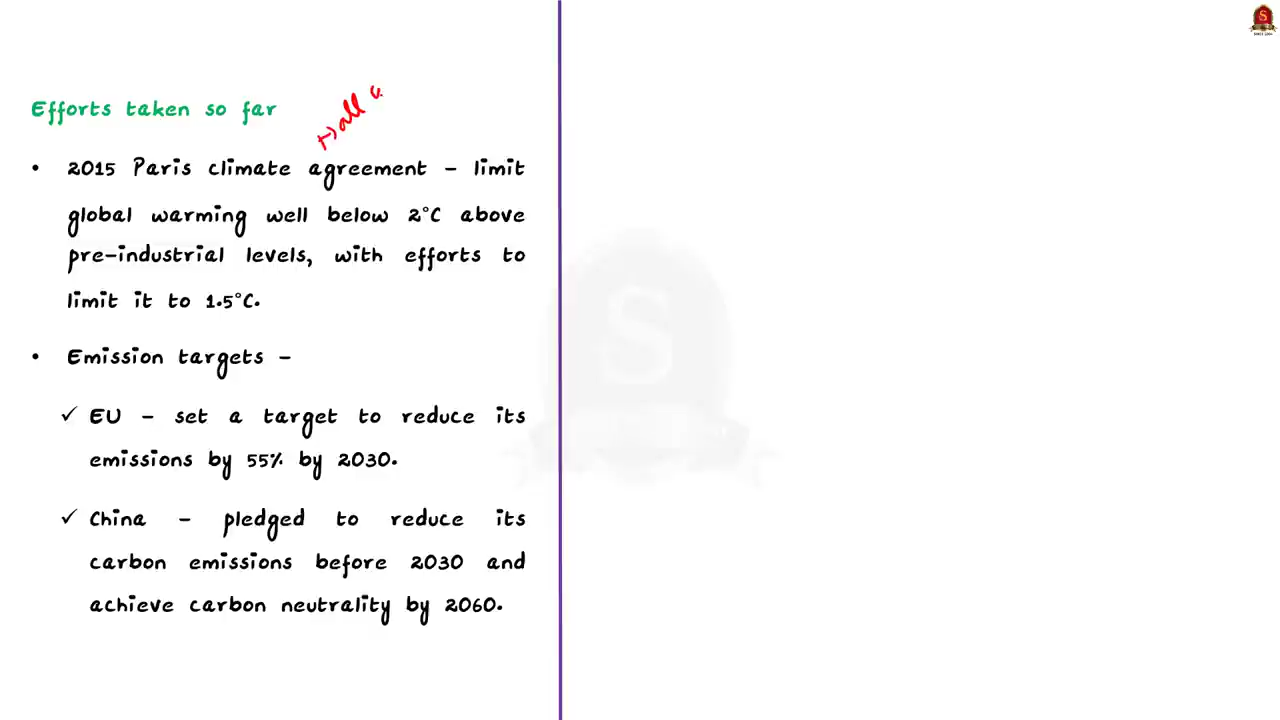 Efforts taken so far
all
• 2015 Paris climate agreement – limit
global warming well below 2°C above
pre-industrial levels, with efforts to
limit it to 1.5°C.
• Emission targets –
✓ EU – set a target to reduce its
emissions by 55% by 2030.
✓ China – pledged to reduce its
carbon emissions before 2030 and
achieve carbon neutrality by 2060.
S
S